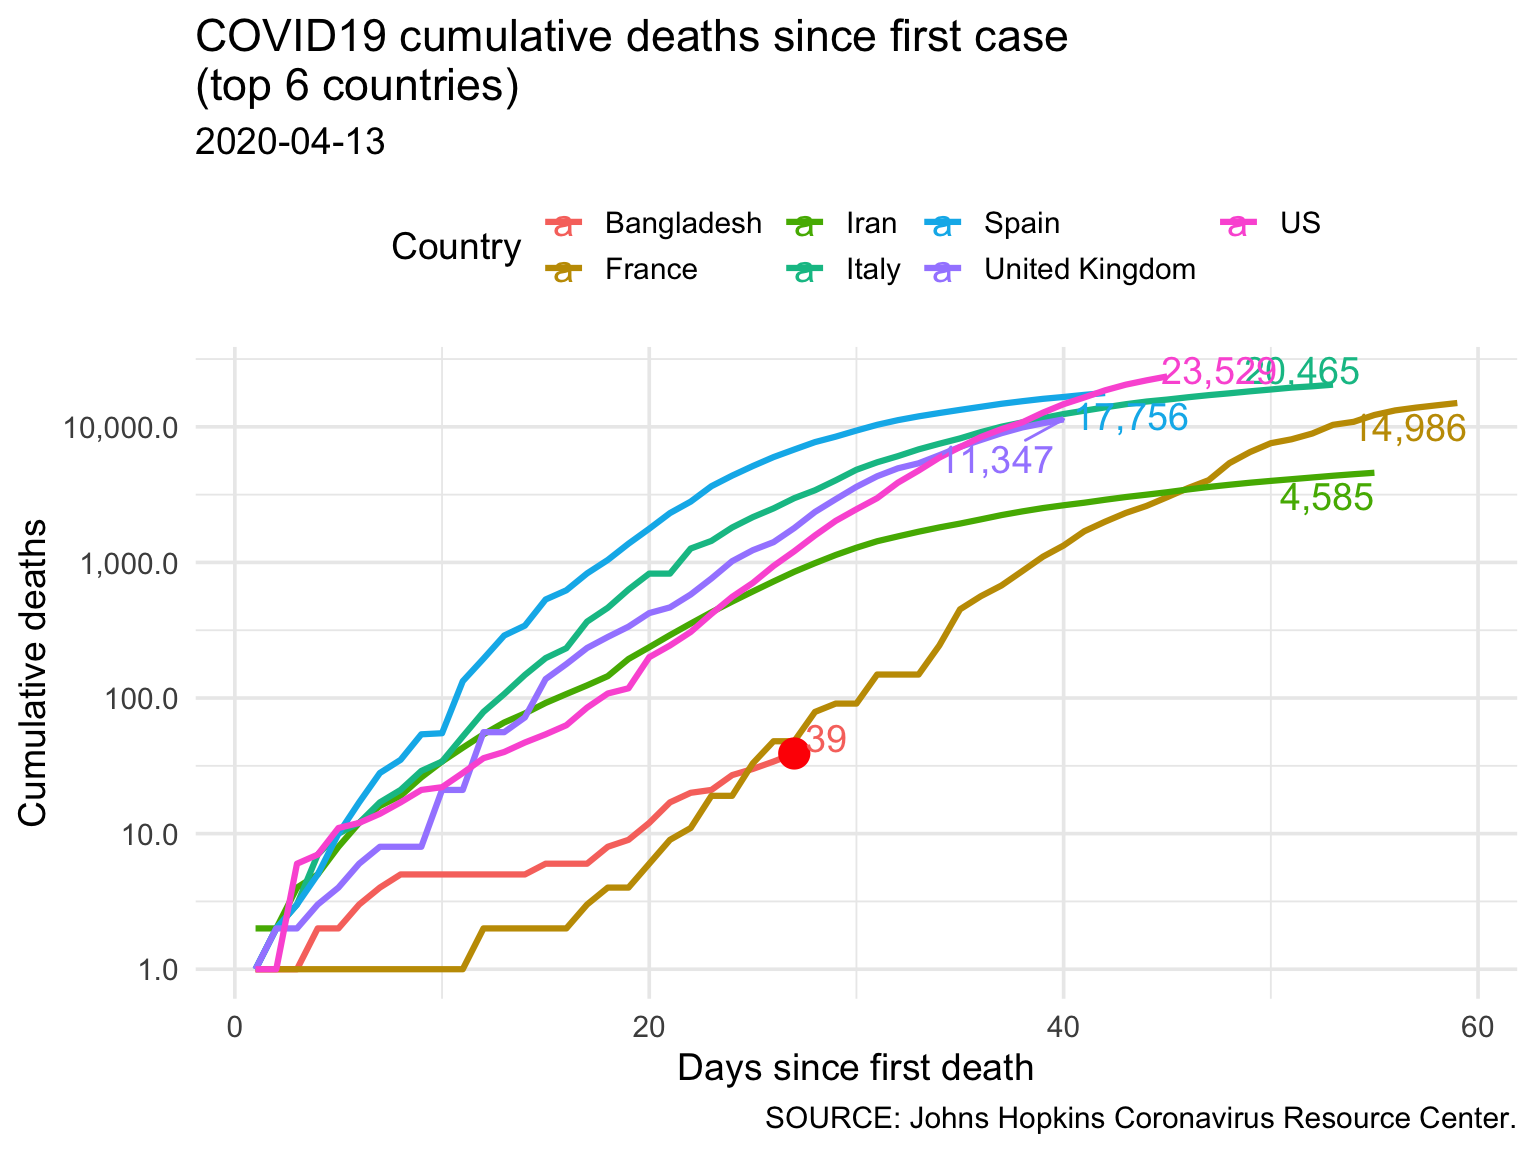 COVID19 cumulative deaths since first case
(top 6 countries)
2020-04-13
Country
a Bangladesh a Iran a Spain a US
a France a Italy a United Kingdom
23,529 20,465
17,756
14,986
11,347
4,585
39
10,000.0
1,000.0
100.0
10.0
1.0
Cumulative deaths
0 20 40 60
Days since first death
SOURCE: Johns Hopkins Coronavirus Resource Center.